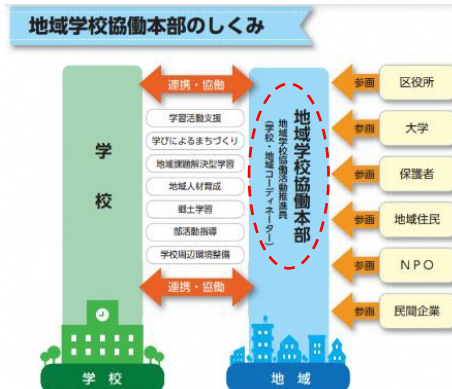 地域学校協働本部のしくみ
学校
連携・協働
学習活動支援
学びによるまちづくり
地域課題解決型学習
地域人材育成
郷土学習
部活動指導
学校周辺環境整備
連携・協働
地域学校協働本部
地域学校協働活動推進員
(学校・地域コーディネーター)
参画
区役所
参画
大学
参画
保護者
参画
地域住民
参画
NPO
参画
民間企業
学校
地域